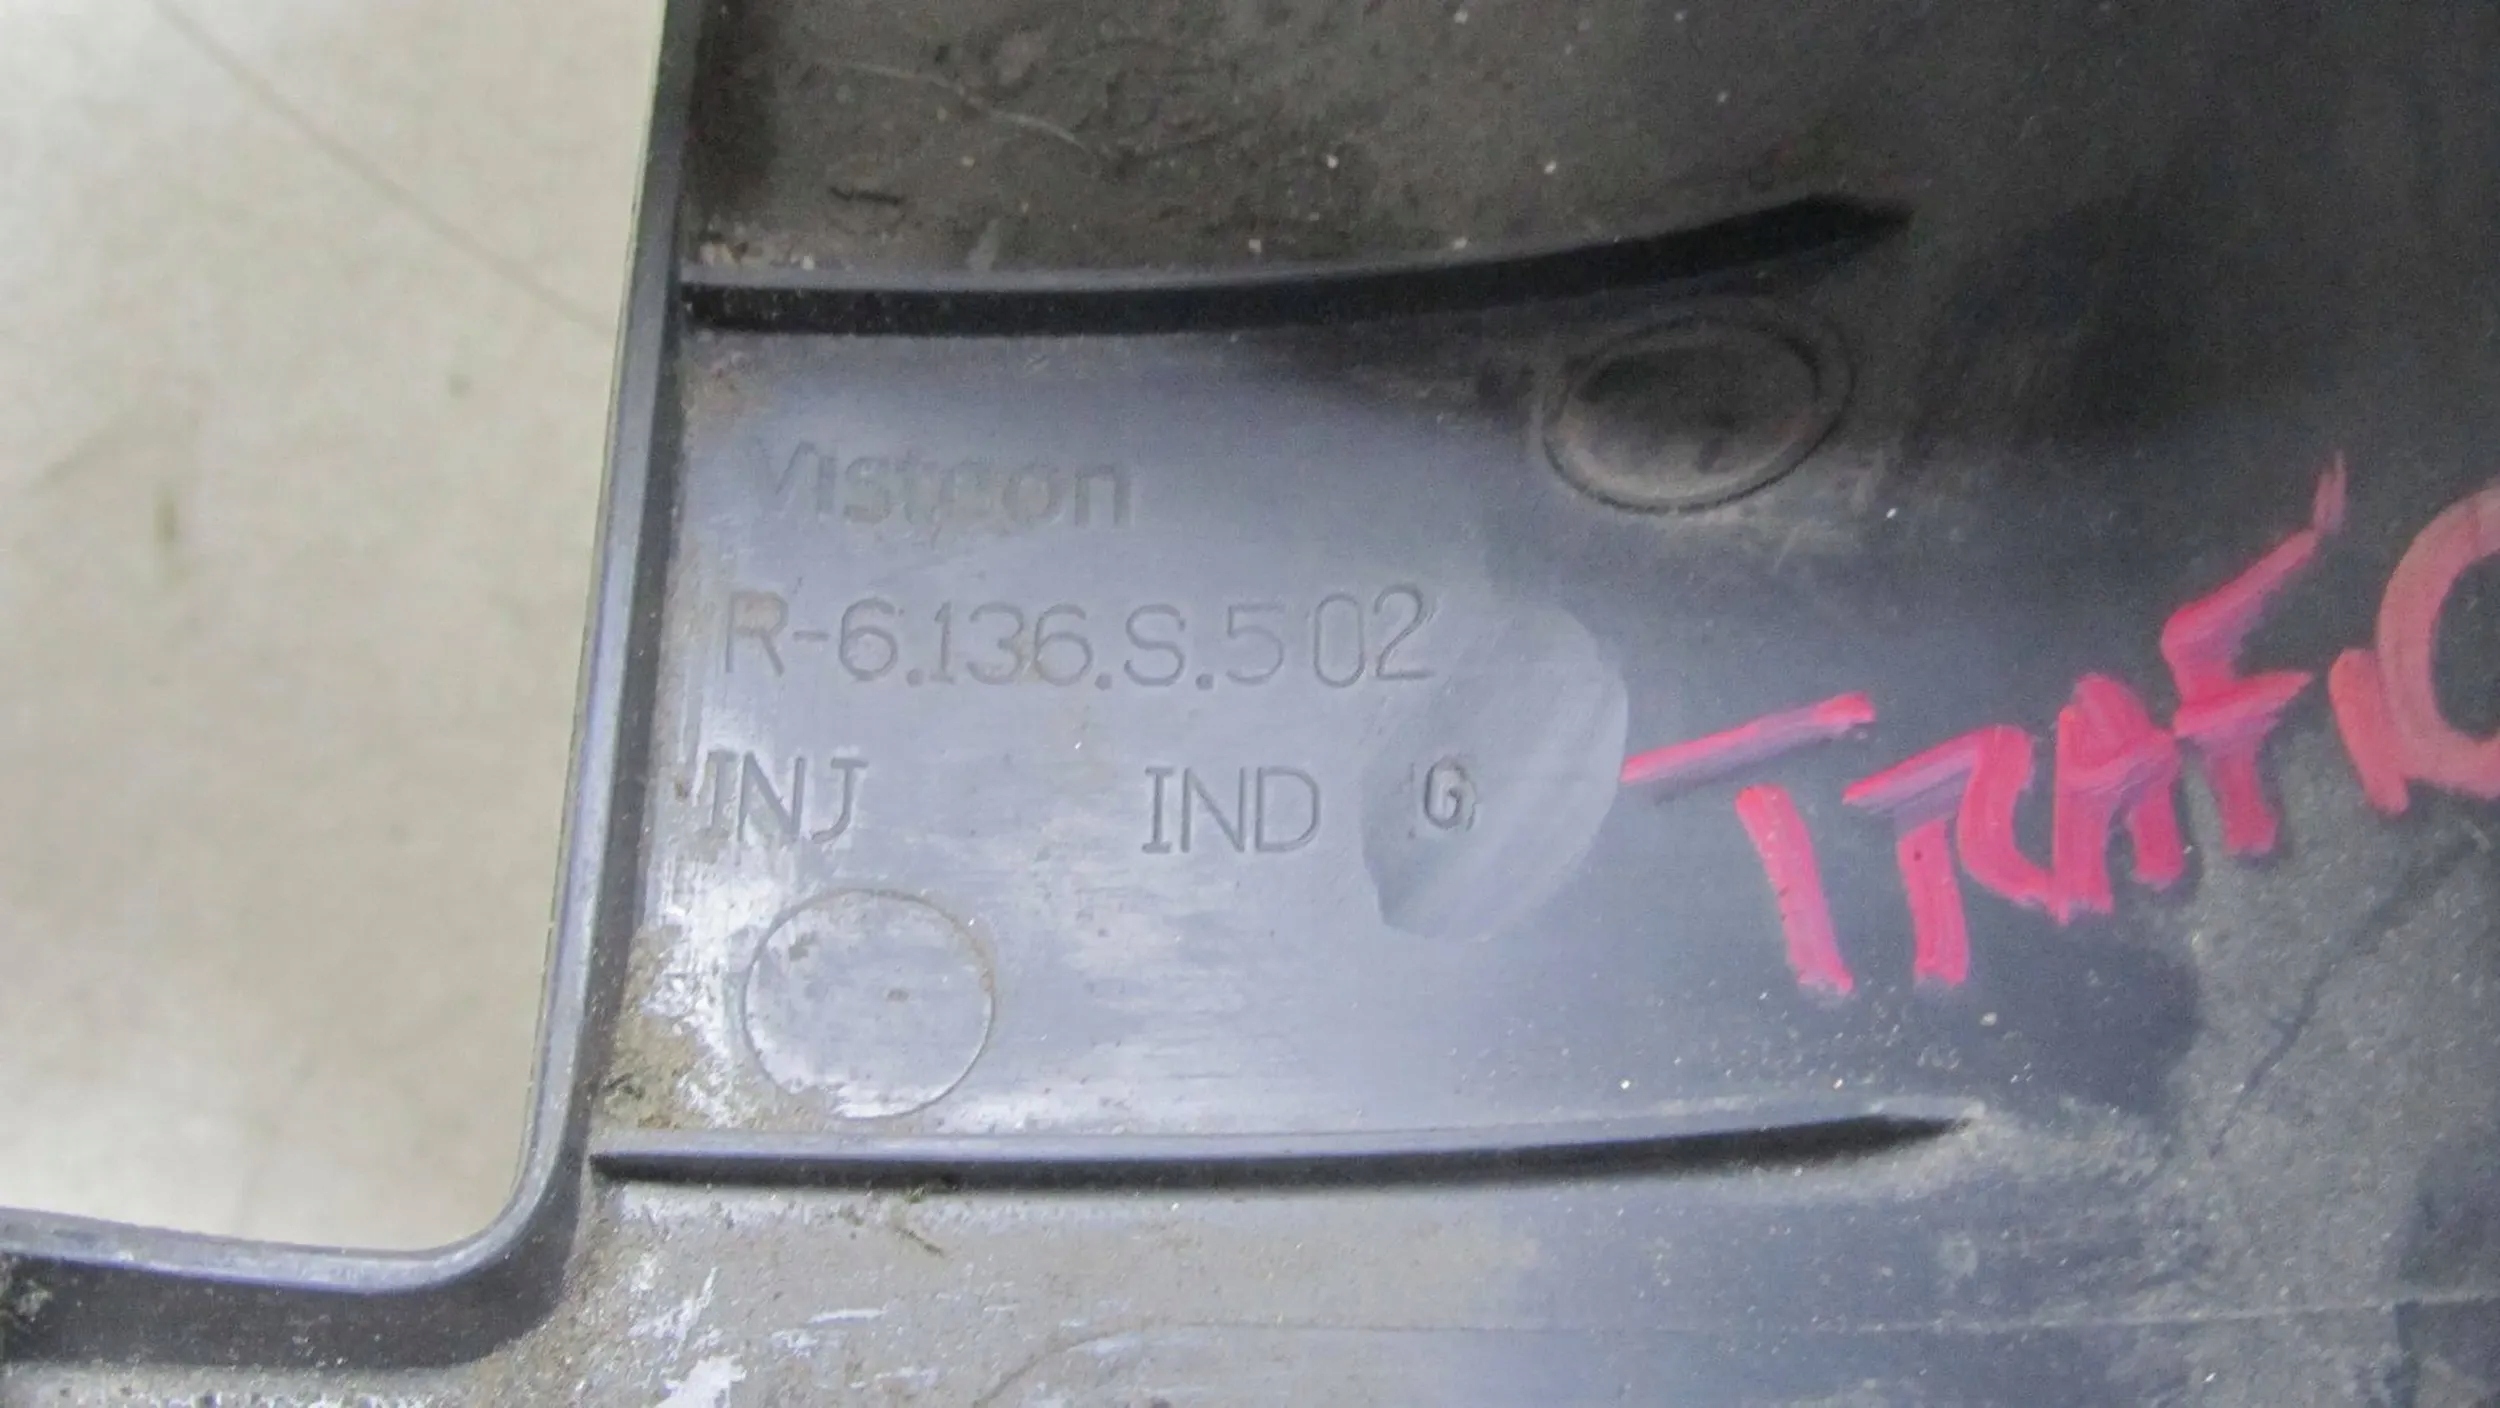 Visteon
R-6.136.S.502
INJ IND G
TRAFiC